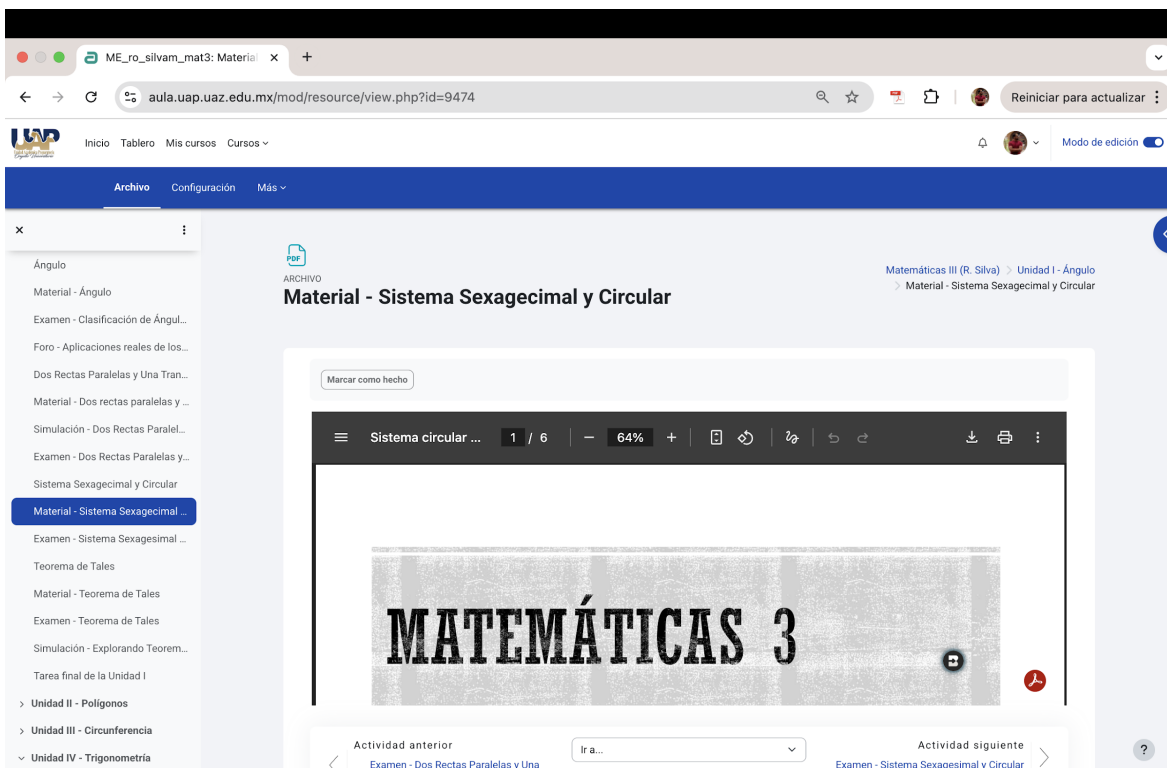 ME_ro_silvam_mat3: Material
aula.uap.uaz.edu.mx/mod/resource/view.php?id=9474
Reiniciar para actualizar
UAP
Inicio Tablero Mis cursos Cursos
Modo de edición
Archivo Configuración Más
Ángulo
Material - Ángulo
Examen - Clasificación de Ángul...
Foro - Aplicaciones reales de los...
Dos Rectas Paralelas y Una Tran...
Material - Dos rectas paralelas y ...
Simulación - Dos Rectas Paralel...
Examen - Dos Rectas Paralelas y...
Sistema Sexagecimal y Circular
Material - Sistema Sexagecimal ...
Examen - Sistema Sexagesimal ...
Teorema de Tales
Material - Teorema de Tales
Examen - Teorema de Tales
Simulación - Explorando Teorem...
Tarea final de la Unidad I
Unidad II - Polígonos
Unidad III - Circunferencia
Unidad IV - Trigonometría
PDF
ARCHIVO
Material - Sistema Sexagecimal y Circular
Matemáticas III (R. Silva) > Unidad I - Ángulo
> Material - Sistema Sexagecimal y Circular
Marcar como hecho
Sistema circular ... 1 / 6 − 64% +
MATEMÁTICAS 3
Actividad anterior
Examen - Dos Rectas Paralelas y Una
Ir a...
Actividad siguiente
Examen - Sistema Sexagesimal y Circular
?